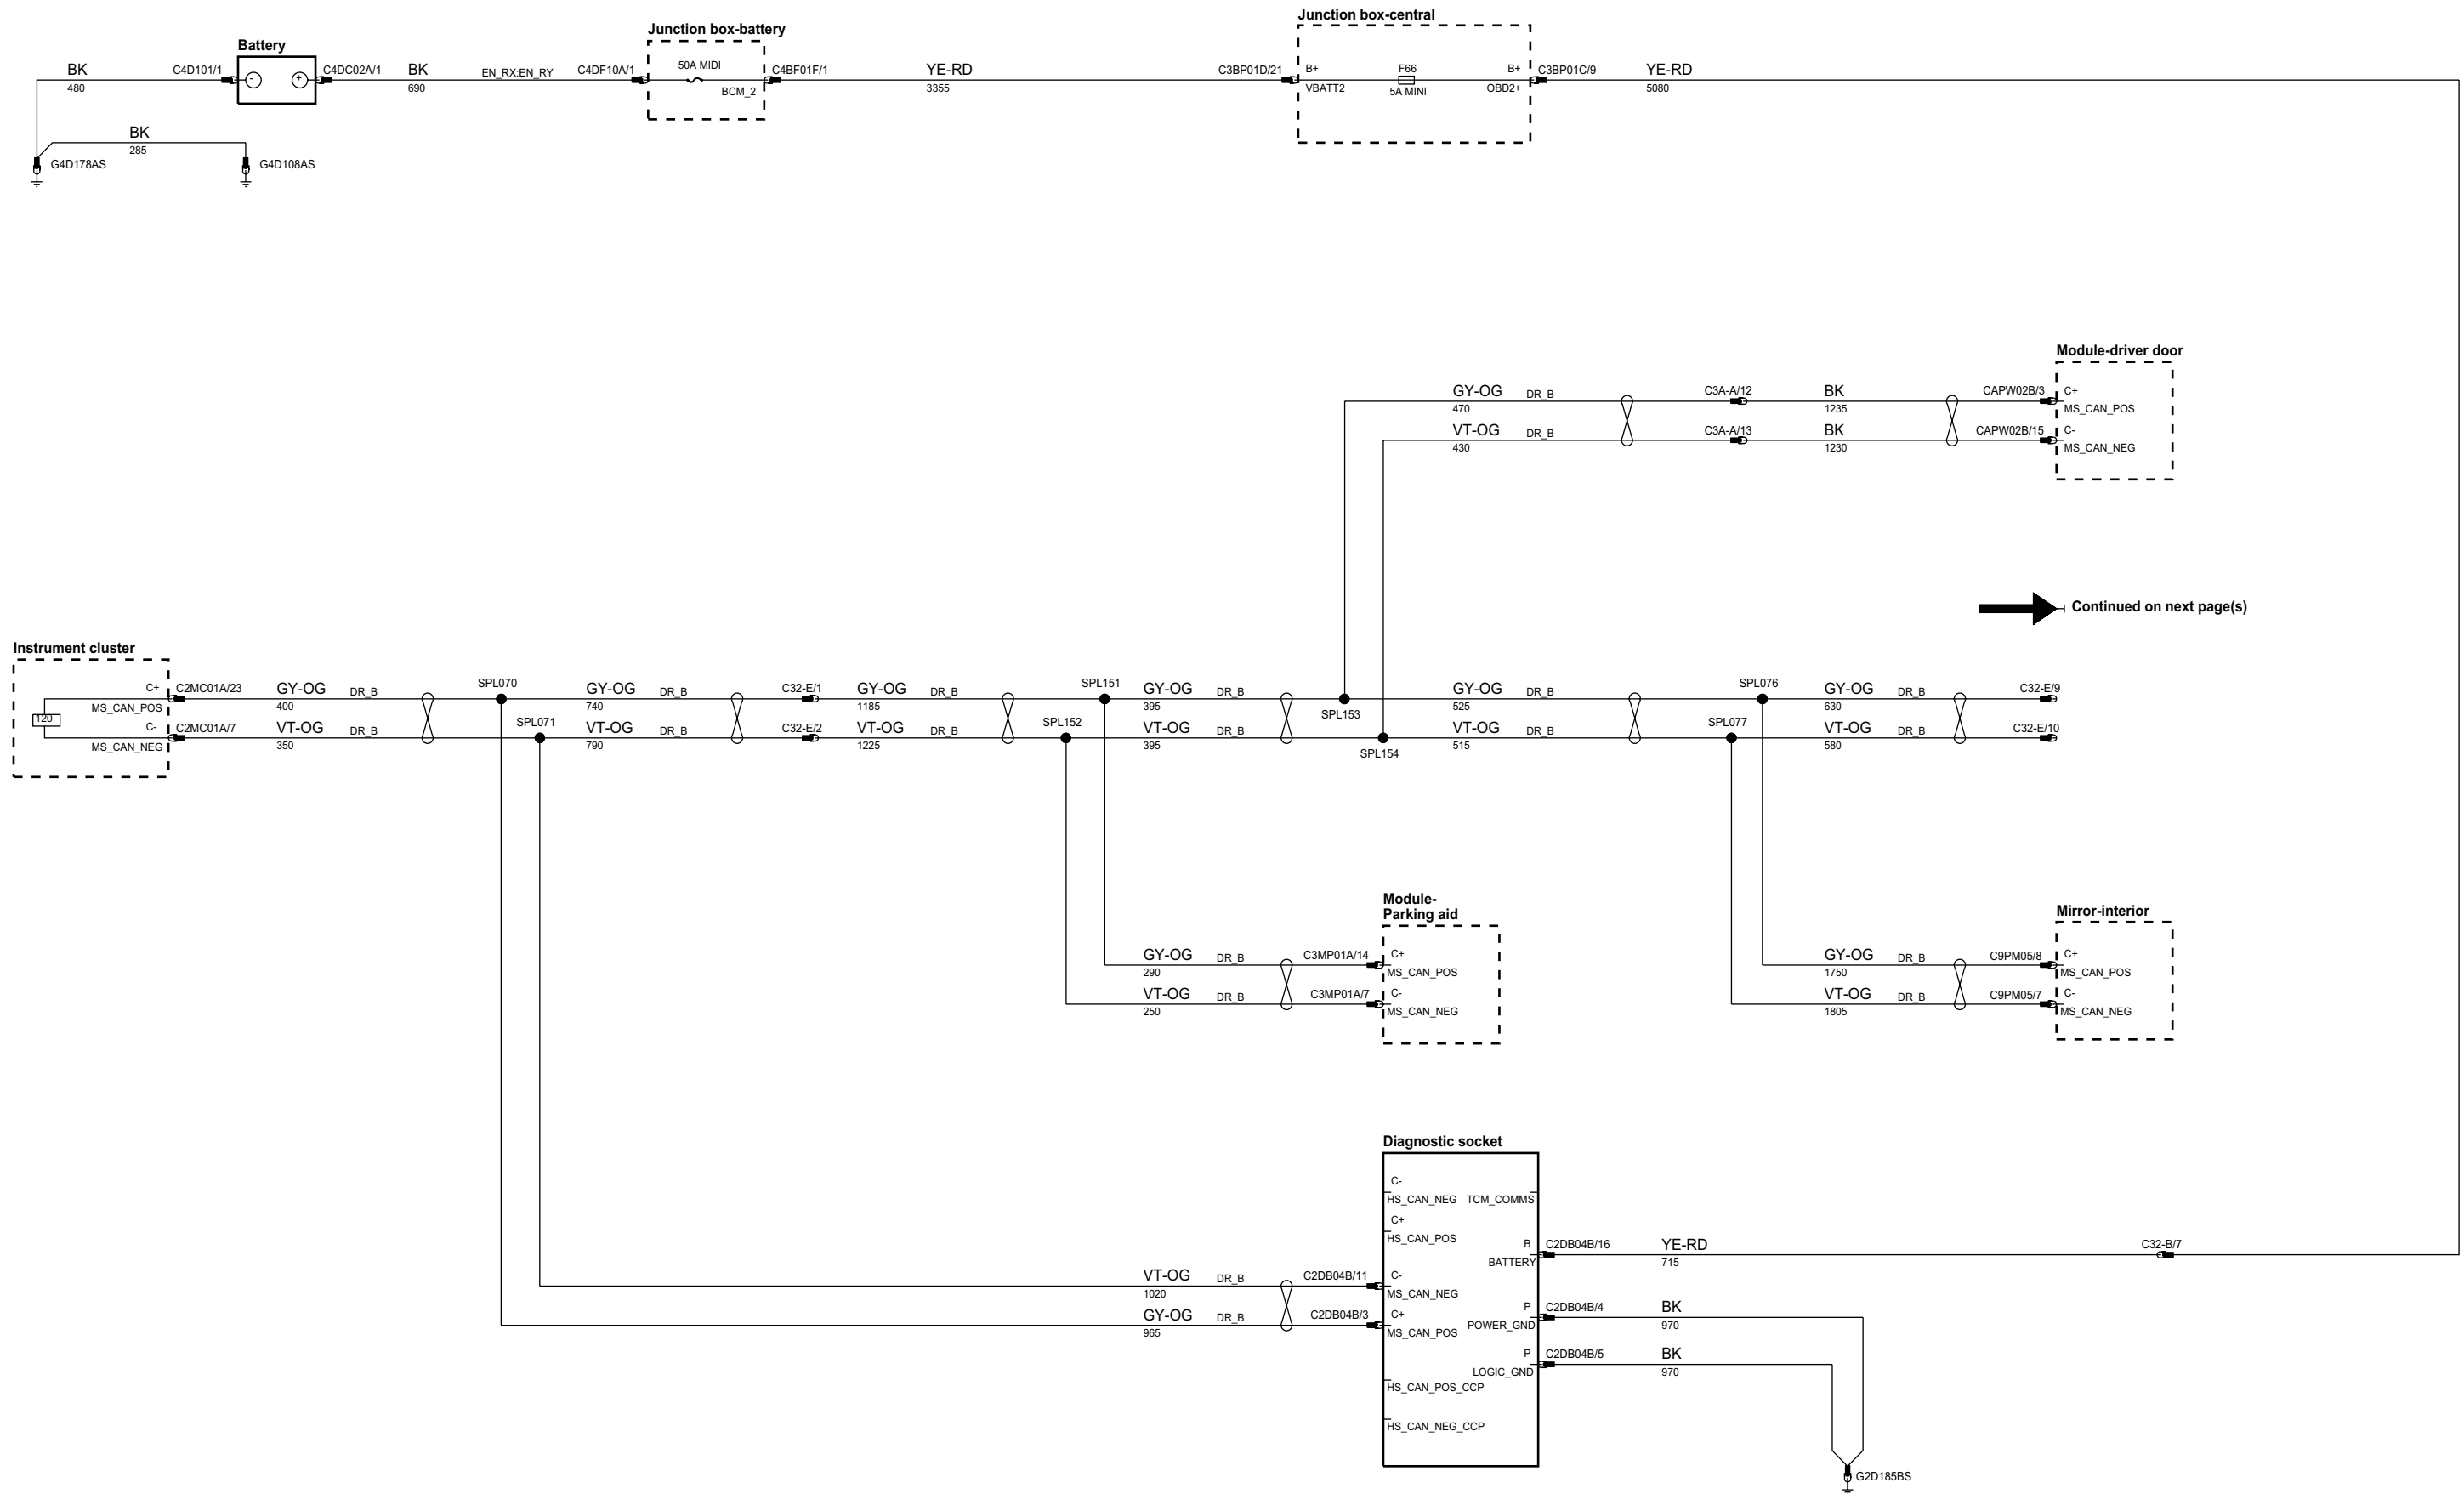 Junction box-central
Junction box-battery
Battery
BK
480
C4D101/1
-
+
C4DC02A/1
BK
690
EN_RX:EN_RY
C4DF10A/1
50A MIDI
BCM_2
C4BF01F/1
YE-RD
3355
C3BP01D/21
B+
VBATT2
F66
5A MINI
B+
OBD2+
C3BP01C/9
YE-RD
5080
BK
285
G4D178AS
G4D108AS
Module-driver door
GY-OG
470
DR_B
C3A-A/12
BK
1235
CAPW02B/3
C+
MS_CAN_POS
VT-OG
430
DR_B
C3A-A/13
BK
1230
CAPW02B/15
C-
MS_CAN_NEG
Continued on next page(s)
Instrument cluster
120
C+
MS_CAN_POS
C2MC01A/23
GY-OG
400
DR_B
SPL070
GY-OG
740
DR_B
C32-E/1
GY-OG
1185
DR_B
SPL151
GY-OG
395
DR_B
SPL153
GY-OG
525
DR_B
SPL076
GY-OG
630
DR_B
C32-E/9
C-
MS_CAN_NEG
C2MC01A/7
VT-OG
350
DR_B
SPL071
VT-OG
790
DR_B
C32-E/2
VT-OG
1225
DR_B
SPL152
VT-OG
395
DR_B
SPL154
VT-OG
515
DR_B
SPL077
VT-OG
580
DR_B
C32-E/10
Module-
Parking aid
GY-OG
290
DR_B
C3MP01A/14
C+
MS_CAN_POS
VT-OG
250
DR_B
C3MP01A/7
C-
MS_CAN_NEG
Mirror-interior
GY-OG
1750
DR_B
C9PM05/8
C+
MS_CAN_POS
VT-OG
1805
DR_B
C9PM05/7
C-
MS_CAN_NEG
Diagnostic socket
C-
HS_CAN_NEG
TCM_COMMS
C+
HS_CAN_POS
B
BATTERY
C2DB04B/16
YE-RD
715
C32-B/7
VT-OG
1020
DR_B
C2DB04B/11
C-
MS_CAN_NEG
GY-OG
965
DR_B
C2DB04B/3
C+
MS_CAN_POS
P
POWER_GND
C2DB04B/4
BK
970
P
LOGIC_GND
C2DB04B/5
BK
970
HS_CAN_POS_CCP
HS_CAN_NEG_CCP
G2D185BS